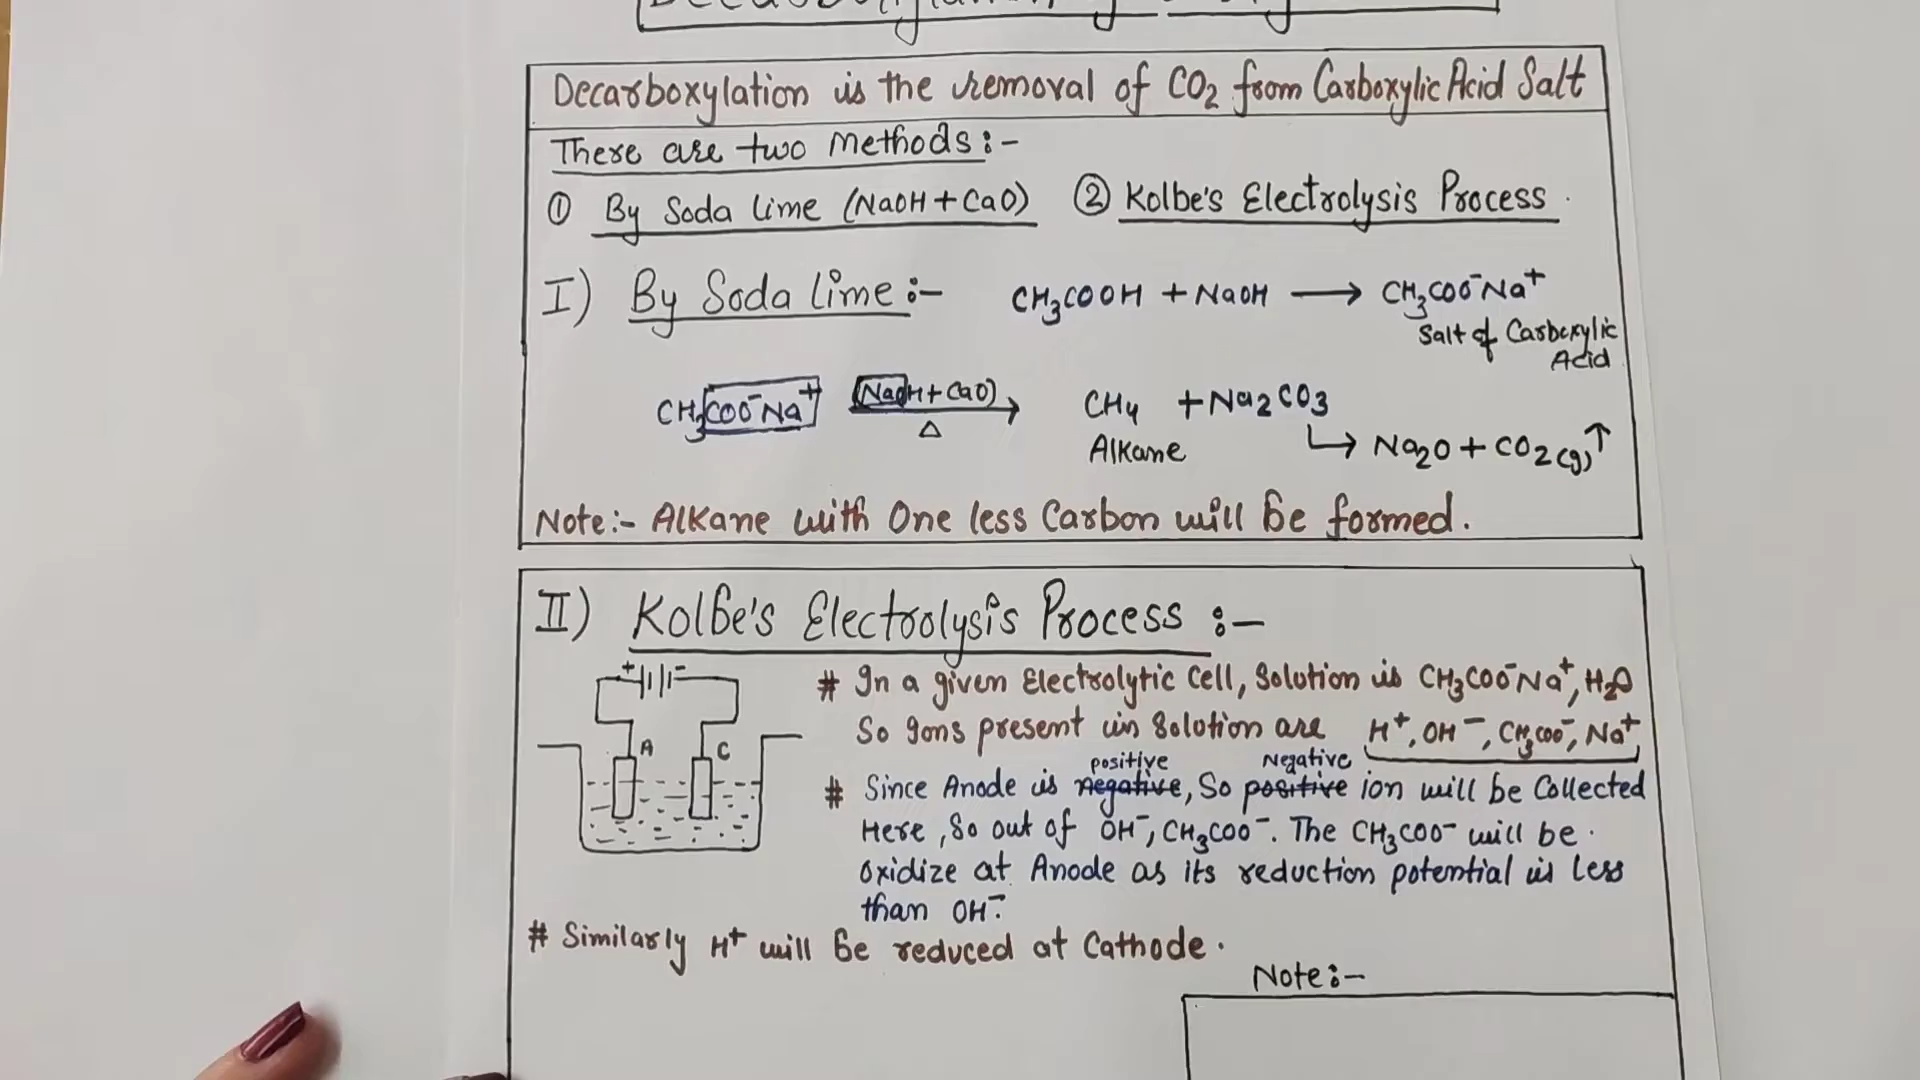 Decarboxylation is the removal of CO2 from Carboxylic Acid Salt
There are two Methods:-
① By Soda lime (NaOH+CaO) ② Kolbe's Electrolysis Process.
I) By Soda lime:- CH3COOH + NaOH ⟶ CH3COO⁻Na⁺
Salt of Carboxylic
Acid
CH3COO⁻Na⁺ (NaOH+CaO) CH4 + Na2CO3
Δ
Alkane ↳ Na2O + CO2(g)↑
Note:- Alkane with One less Carbon will be formed.
II) Kolbe's Electrolysis Process :-
+ -
# In a given Electrolytic Cell, Solution is CH3COO⁻Na⁺, H2O
So Ions present in Solution are H⁺, OH⁻, CH3COO⁻, Na⁺
A C
positive Negative
# Since Anode is negative, So positive ion will be Collected
Here, So out of OH⁻, CH3COO⁻. The CH3COO⁻ will be.
Oxidize at Anode as its reduction potential is less
than OH⁻.
# Similarly H⁺ will be reduced at Cathode.
Note:-